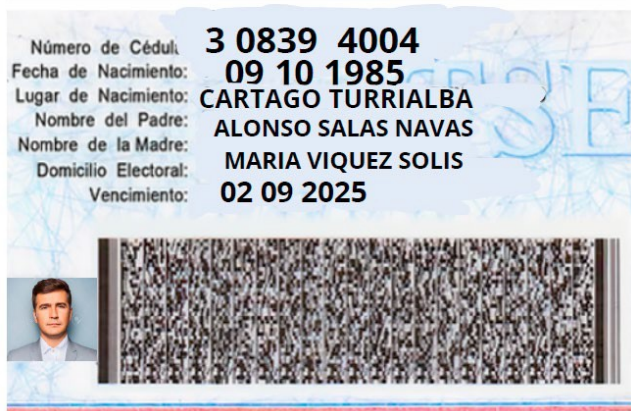 Número de Cédul 3 0839 4004
Fecha de Nacimiento: 09 10 1985
Lugar de Nacimiento: CARTAGO TURRIALBA
Nombre del Padre: ALONSO SALAS NAVAS
Nombre de la Madre: MARIA VIQUEZ SOLIS
Domicilio Electoral:
Vencimiento: 02 09 2025